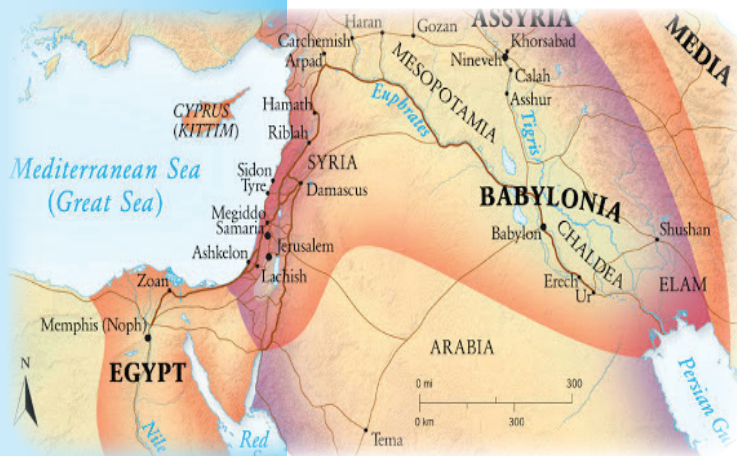 Haran
Gozan
ASSYRIA
MEDIA
Carchemish
Khorsabad
Arpad
Nineveh
MESOPOTAMIA
Calah
Hamath
Euphrates
Asshur
CYPRUS
(KITTIM)
Tigris
Riblah
Mediterranean Sea
(Great Sea)
SYRIA
Sidon
Tyre
Damascus
BABYLONIA
Megiddo
Samaria
Babylon
CHALDEA
Shushan
Ashkelon
Jerusalem
Lachish
Zoan
Erech
Ur
ELAM
Memphis (Noph)
ARABIA
N
EGYPT
0 mi 300
0 km 300
Persian Gu
Nile
Red
Tema